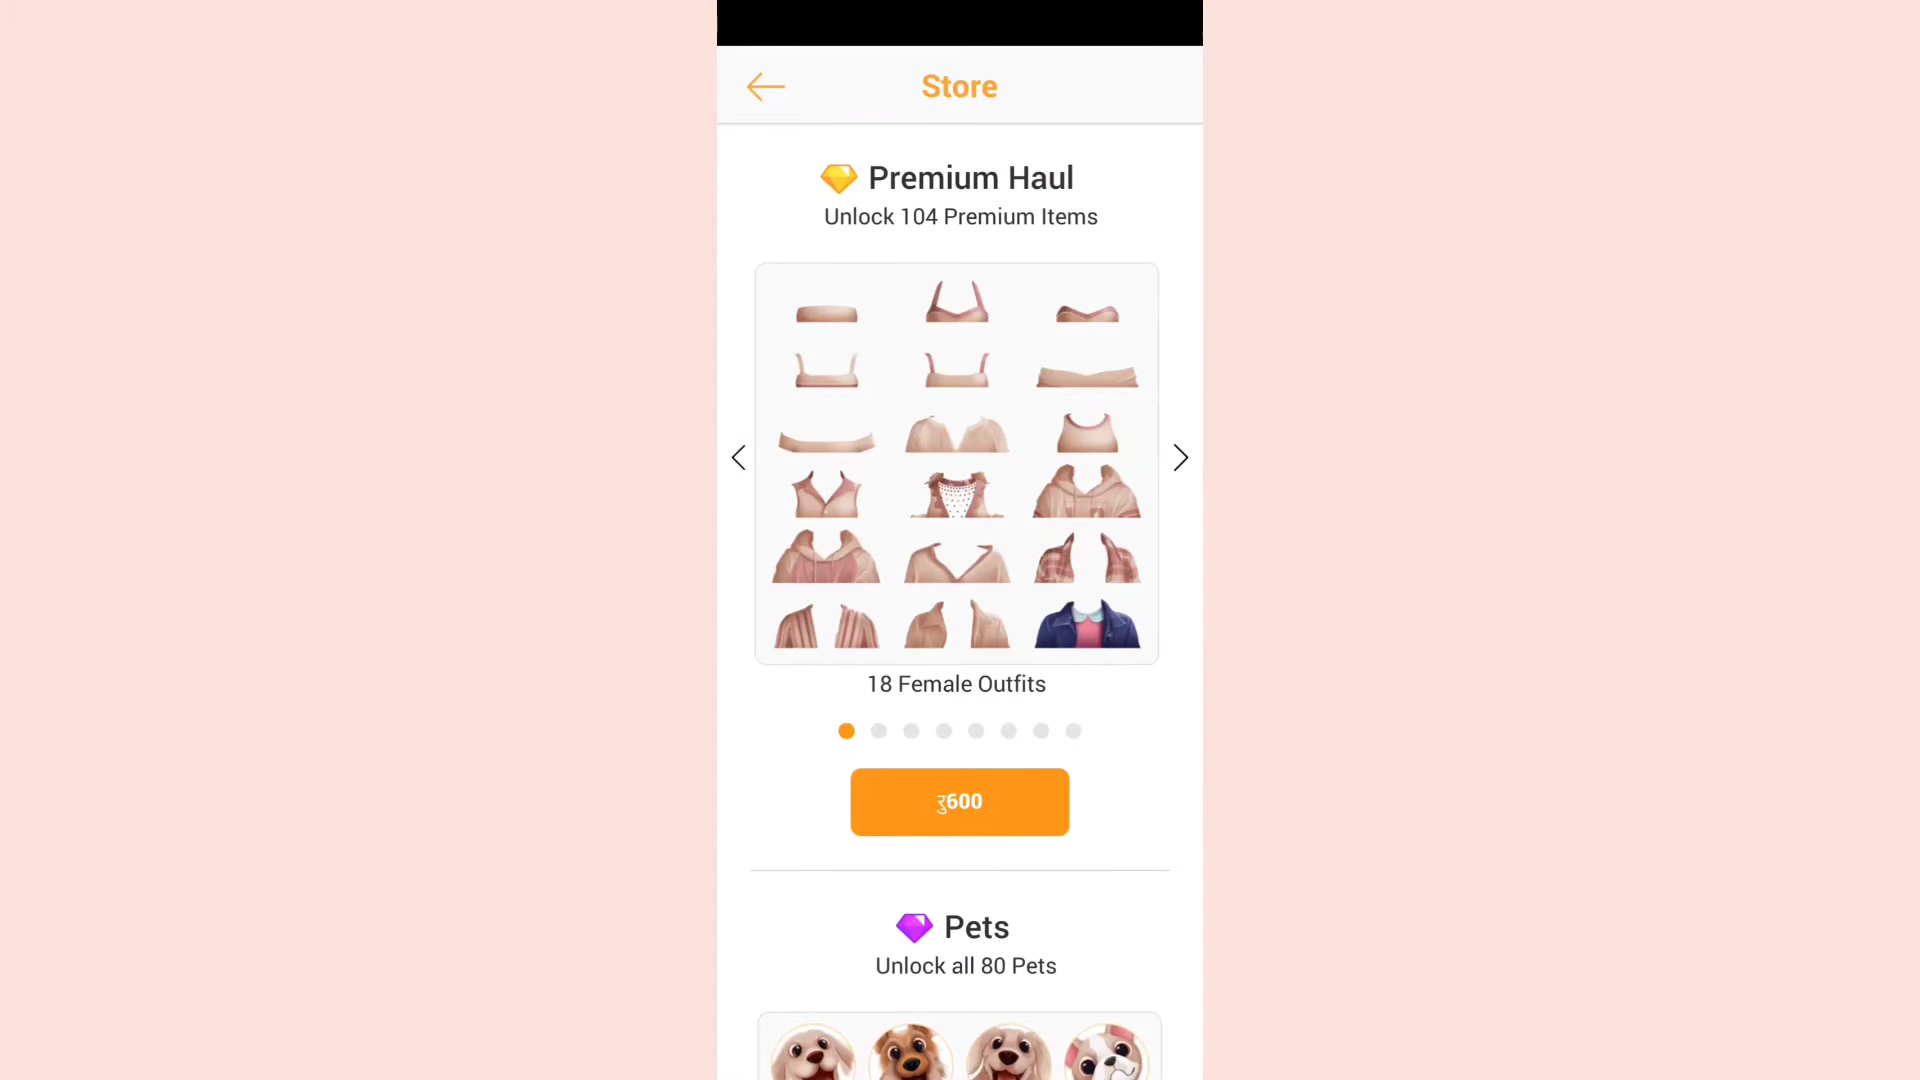 Store
Premium Haul
Unlock 104 Premium Items
18 Female Outfits
रु600
Pets
Unlock all 80 Pets